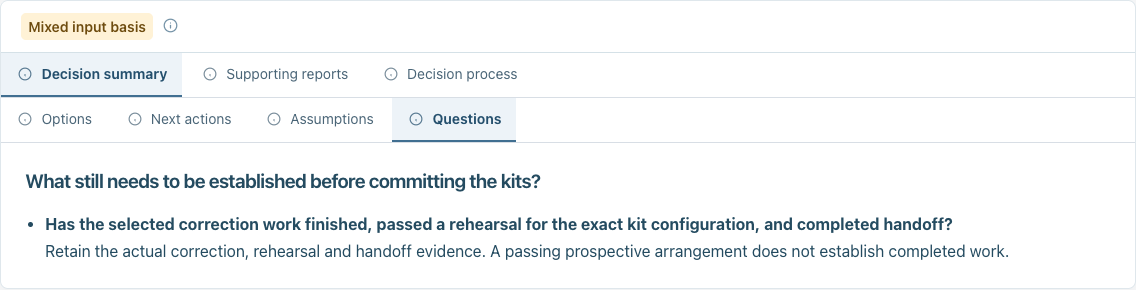 Mixed input basis
Decision summary
Supporting reports
Decision process
Options
Next actions
Assumptions
Questions
What still needs to be established before committing the kits?
• Has the selected correction work finished, passed a rehearsal for the exact kit configuration, and completed handoff?
Retain the actual correction, rehearsal and handoff evidence. A passing prospective arrangement does not establish completed work.